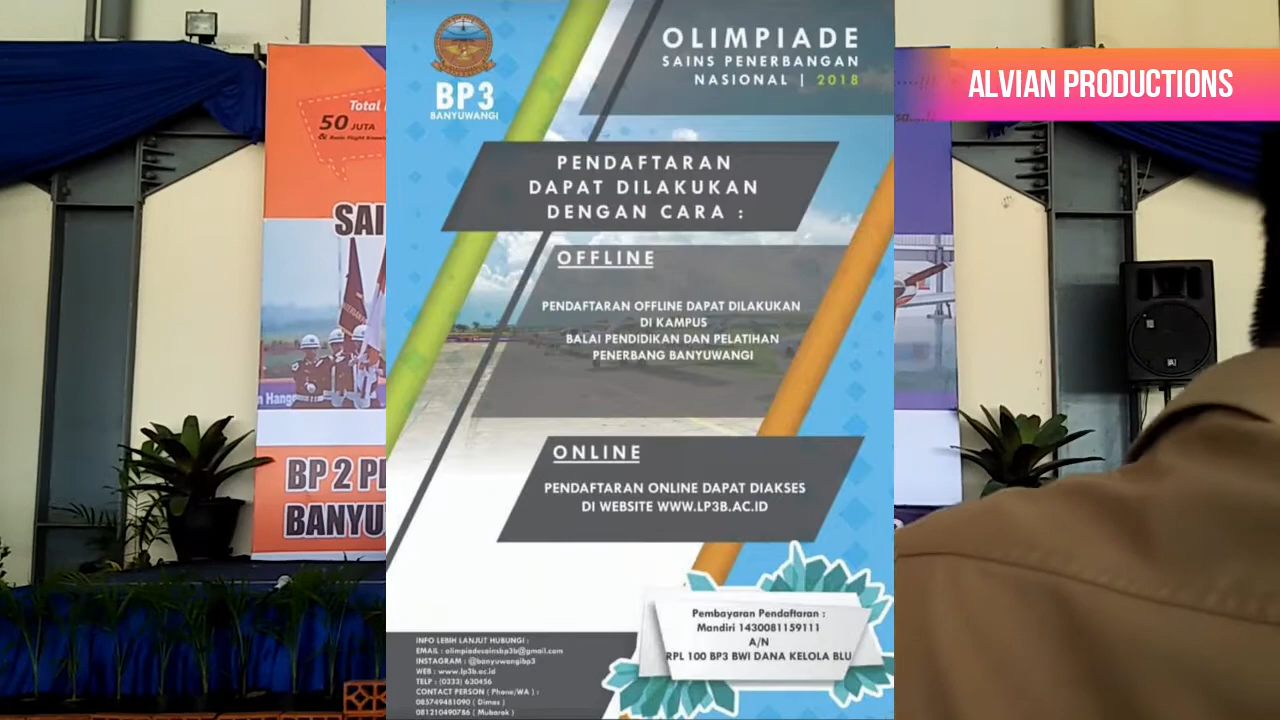 Total
50 JUTA
& Basic Flight
SAI
BP 2 P
BANYU
BP3
BANYUWANGI
OLIMPIADE
SAINS PENERBANGAN
NASIONAL | 2018
PENDAFTARAN
DAPAT DILAKUKAN
DENGAN CARA :
OFFLINE
PENDAFTARAN OFFLINE DAPAT DILAKUKAN
DI KAMPUS
BALAI PENDIDIKAN DAN PELATIHAN
PENERBANG BANYUWANGI
ONLINE
PENDAFTARAN ONLINE DAPAT DIAKSES
DI WEBSITE WWW.LP3B.AC.ID
Pembayaran Pendaftaran :
Mandiri 1430081159111
A/N
RPL 100 BP3 BWI DANA KELOLA BLU
INFO LEBIH LANJUT HUBUNGI :
EMAIL : olimpiadesainsbp3b@gmail.com
INSTAGRAM : @banyuwangibp3
WEB : www.lp3b.ac.id
TELP : (0333) 630456
CONTACT PERSON ( Phone/WA ) :
085749481090 ( Dimas )
081210490786 ( Mubarok )
ALVIAN PRODUCTIONS